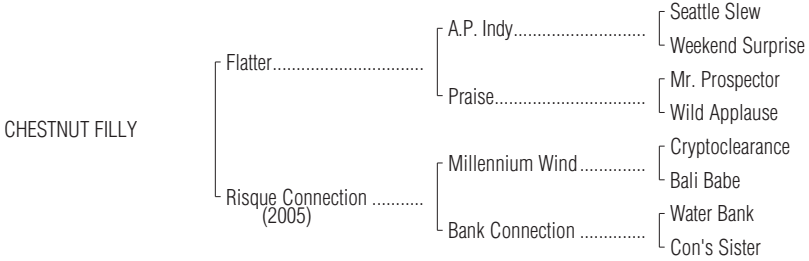 Seattle Slew
A.P. Indy..............................
Weekend Surprise
Flatter..................................
Mr. Prospector
Praise..................................
Wild Applause
CHESTNUT FILLY
Cryptoclearance
Millennium Wind ...............
Bali Babe
Risque Connection ............
(2005)
Water Bank
Bank Connection ...............
Con's Sister